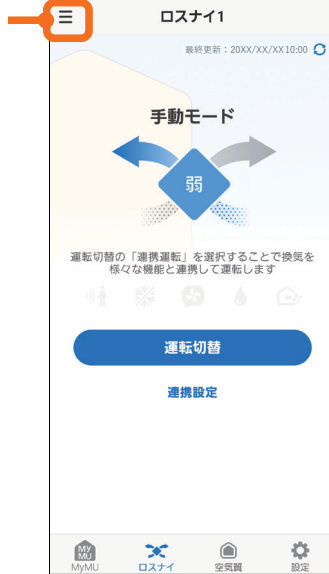 ロスナイ1
最終更新：20XX/XX/XX 10:00
手動モード
弱
運転切替の「連携運転」を選択することで換気を
様々な機能と連携して運転します
運転切替
連携設定
My
MU
MyMU
ロスナイ
空気質
設定